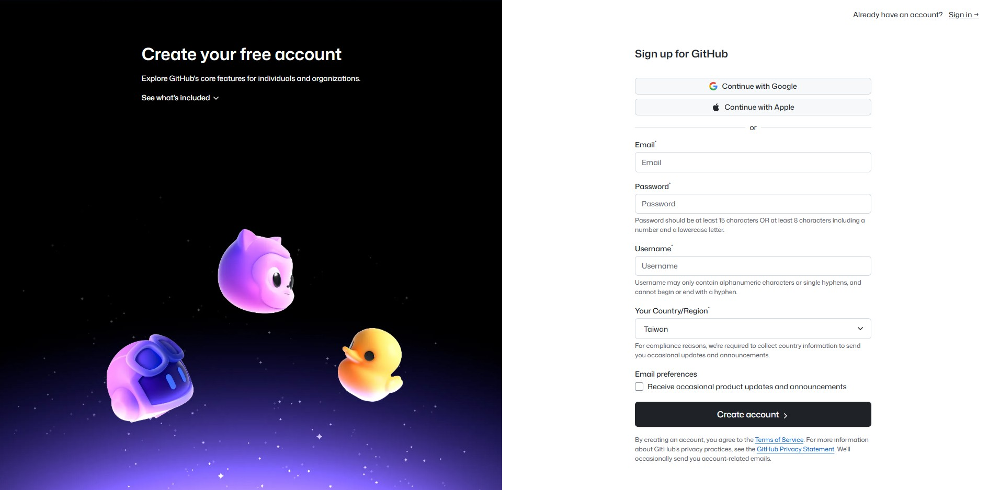 Already have an account? Sign in →
Create your free account
Explore GitHub's core features for individuals and organizations.
See what's included
Sign up for GitHub
Continue with Google
Continue with Apple
or
Email*
Email
Password*
Password
Password should be at least 15 characters OR at least 8 characters including a
number and a lowercase letter.
Username*
Username
Username may only contain alphanumeric characters or single hyphens, and
cannot begin or end with a hyphen.
Your Country/Region*
Taiwan
For compliance reasons, we're required to collect country information to send
you occasional updates and announcements.
Email preferences
Receive occasional product updates and announcements
Create account
By creating an account, you agree to the Terms of Service. For more information
about GitHub's privacy practices, see the GitHub Privacy Statement. We'll
occasionally send you account-related emails.